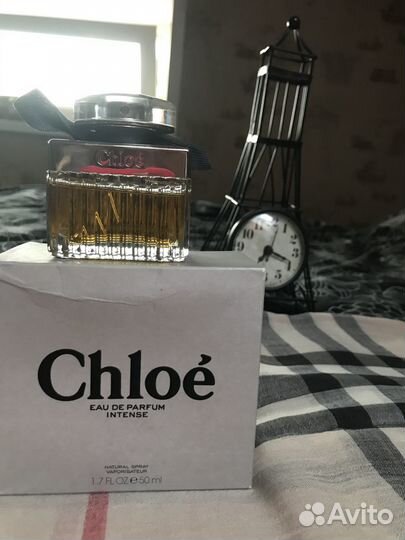 Chloé
Chloé
EAU DE PARFUM
INTENSE
NATURAL SPRAY
VAPORISATEUR
1.7 FL OZ e 50 ml
Avito